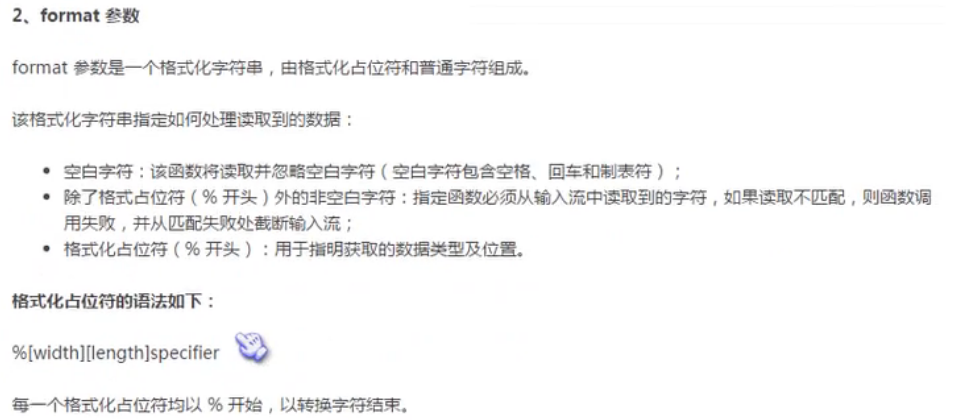 2、format 参数
format 参数是一个格式化字符串，由格式化占位符和普通字符组成。
该格式化字符串指定如何处理读取到的数据：
• 空白字符：该函数将读取并忽略空白字符（空白字符包含空格、回车和制表符）；
• 除了格式占位符（% 开头）外的非空白字符：指定函数必须从输入流中读取到的字符，如果读取不匹配，则函数调
用失败，并从匹配失败处截断输入流；
• 格式化占位符（% 开头）：用于指明获取的数据类型及位置。
格式化占位符的语法如下：
%[width][length]specifier
每一个格式化占位符均以 % 开始，以转换字符结束。